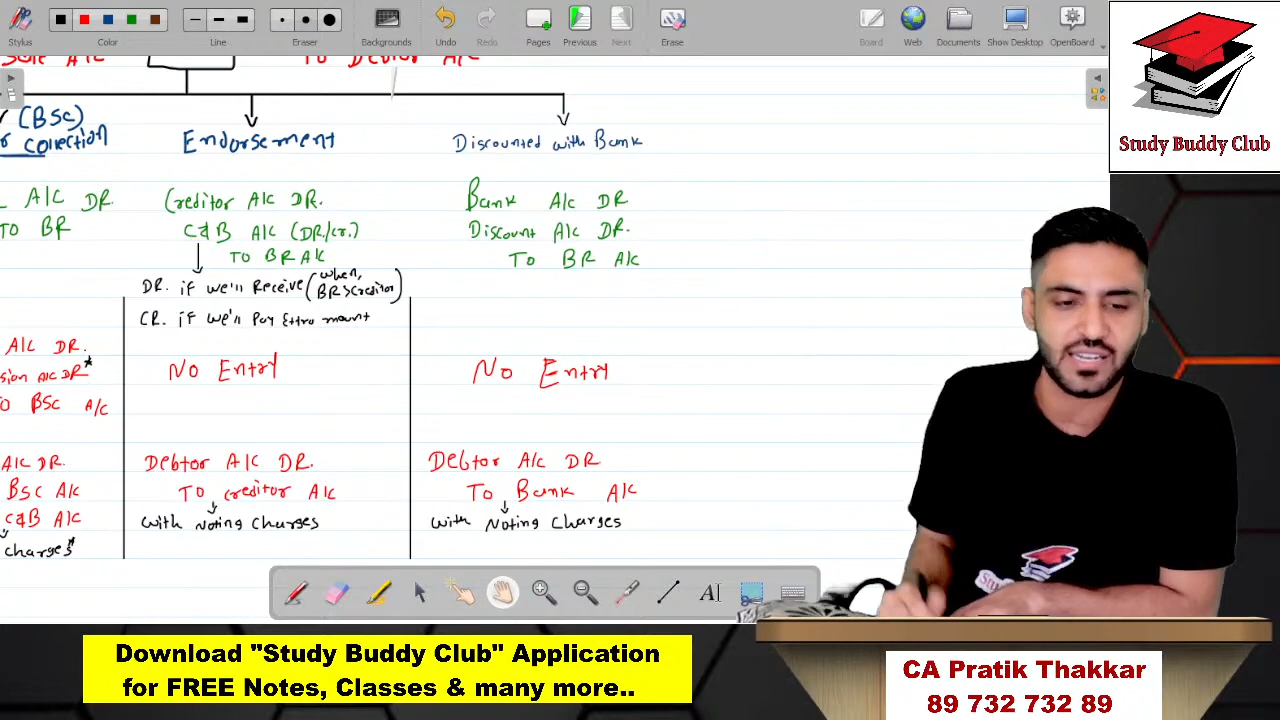 Stylus
Color
Line
Eraser
Backgrounds
Undo
Redo
Pages
Previous
Next
Erase
Board
Web
Documents
Show Desktop
OpenBoard
Study Buddy Club
A/C
To Debtor A/C
(BSC)
r collection
Endorsement
Discounted with Bank
A/C DR.
To BR
Creditor A/C DR.
C&B A/C (DR/Cr.)
To BR A/C
DR. if we'll Receive (when, BR>Creditor)
CR. if we'll Pay Extra mount
Bank A/C DR
Discount A/C DR.
To BR A/C
A/C DR.
sion A/C DR*
To BSC A/C
No Entry
No Entry
A/C DR.
BSC A/C
C&B A/C
charges*
Debtor A/C DR.
To creditor A/C
with Noting Charges
Debtor A/C DR
To Bank A/C
with Noting Charges
Download "Study Buddy Club" Application
for FREE Notes, Classes & many more..
CA Pratik Thakkar
89 732 732 89